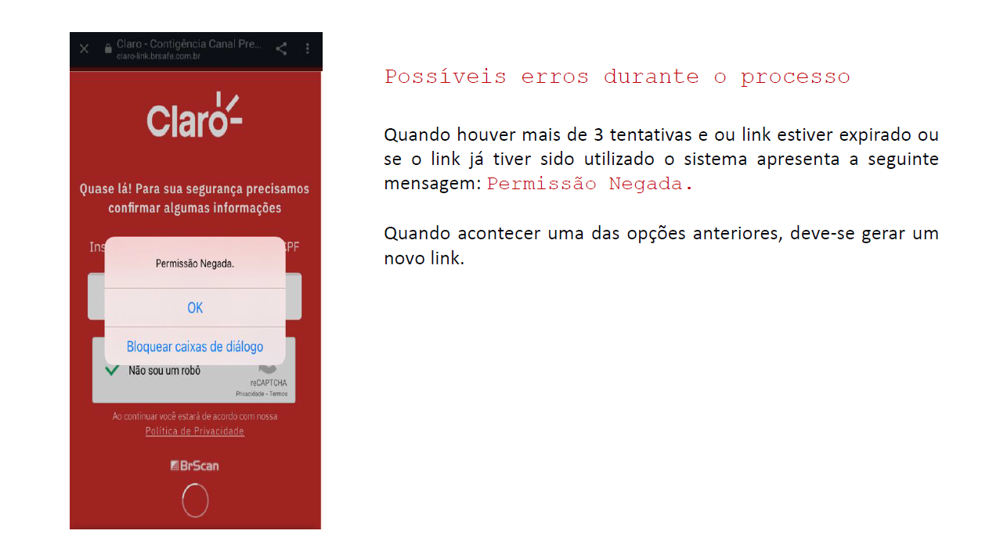 Claro - Contigência Canal Pre...
claro-link.brsafe.com.br
Claro
Quase lá! Para sua segurança precisamos
confirmar algumas informações
Ins
CPF
Permissão Negada.
OK
Bloquear caixas de diálogo
Não sou um robô
reCAPTCHA
Privacidade - Termos
Ao continuar você estará de acordo com nossa
Política de Privacidade
BrScan
Possíveis erros durante o processo
Quando houver mais de 3 tentativas e ou link estiver expirado ou
se o link já tiver sido utilizado o sistema apresenta a seguinte
mensagem: Permissão Negada.
Quando acontecer uma das opções anteriores, deve-se gerar um
novo link.